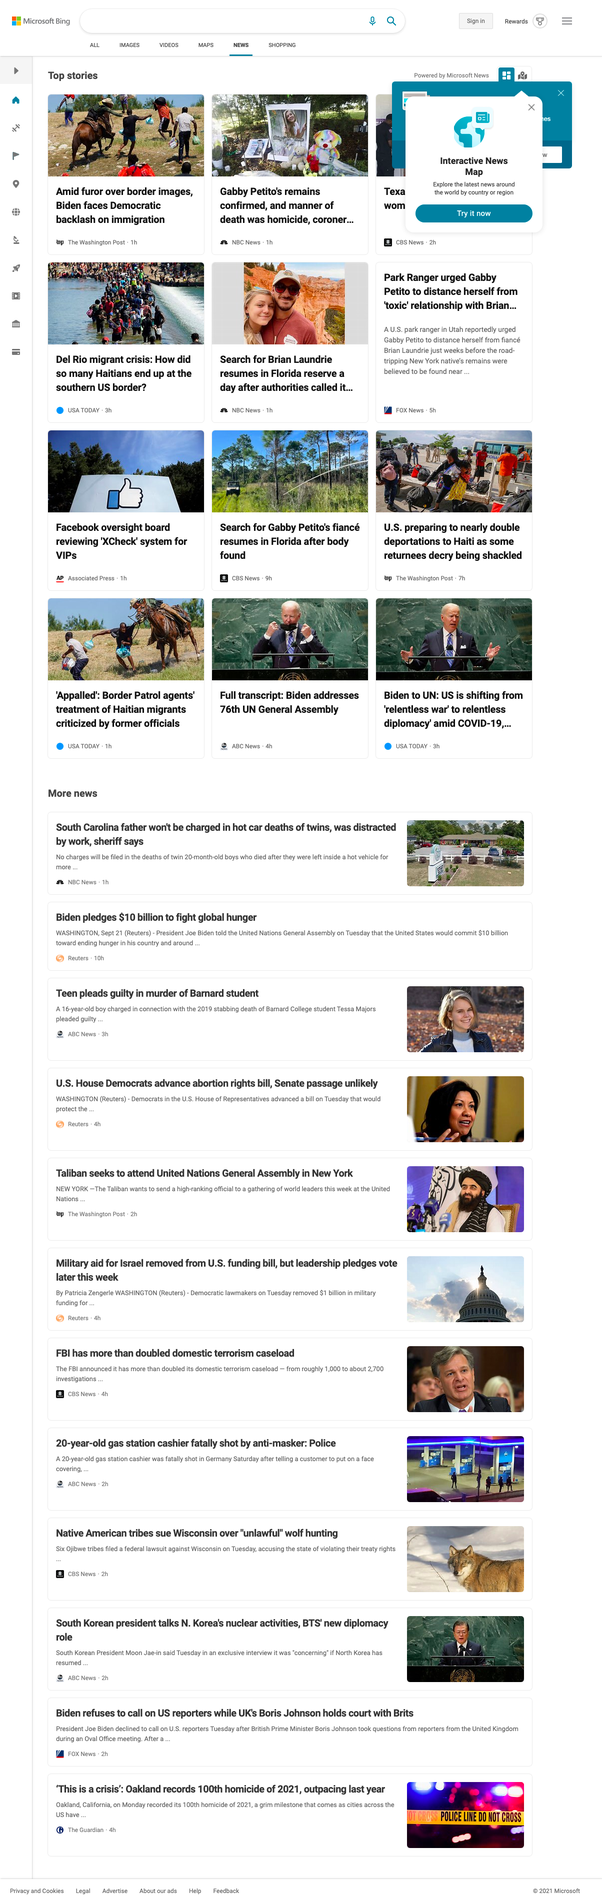 Microsoft Bing
Sign in
Rewards
ALL
IMAGES
VIDEOS
MAPS
NEWS
SHOPPING
Top stories
Powered by Microsoft News
Interactive News
Map
Explore the latest news around
the world by country or region
Try it now
Amid furor over border images,
Biden faces Democratic
backlash on immigration
The Washington Post · 1h
Gabby Petito's remains
confirmed, and manner of
death was homicide, coroner...
NBC News · 1h
Texa
wom
CBS News · 2h
Del Rio migrant crisis: How did
so many Haitians end up at the
southern US border?
USA TODAY · 3h
Search for Brian Laundrie
resumes in Florida reserve a
day after authorities called it...
NBC News · 1h
Park Ranger urged Gabby
Petito to distance herself from
'toxic' relationship with Brian...
A U.S. park ranger in Utah reportedly urged
Gabby Petito to distance herself from fiancé
Brian Laundrie just weeks before the road-
tripping New York native's remains were
believed to be found near ...
FOX News · 5h
Facebook oversight board
reviewing 'XCheck' system for
VIPs
AP Associated Press · 1h
Search for Gabby Petito's fiancé
resumes in Florida after body
found
CBS News · 9h
U.S. preparing to nearly double
deportations to Haiti as some
returnees decry being shackled
The Washington Post · 7h
'Appalled': Border Patrol agents'
treatment of Haitian migrants
criticized by former officials
USA TODAY · 1h
Full transcript: Biden addresses
76th UN General Assembly
ABC News · 4h
Biden to UN: US is shifting from
'relentless war' to relentless
diplomacy' amid COVID-19,...
USA TODAY · 3h
More news
South Carolina father won't be charged in hot car deaths of twins, was distracted
by work, sheriff says
No charges will be filed in the deaths of twin 20-month-old boys who died after they were left inside a hot vehicle for
more ...
NBC News · 1h
Biden pledges $10 billion to fight global hunger
WASHINGTON, Sept 21 (Reuters) - President Joe Biden told the United Nations General Assembly on Tuesday that the United States would commit $10 billion
toward ending hunger in his country and around ...
Reuters · 10h
Teen pleads guilty in murder of Barnard student
A 16-year-old boy charged in connection with the 2019 stabbing death of Barnard College student Tessa Majors
pleaded guilty ...
ABC News · 3h
U.S. House Democrats advance abortion rights bill, Senate passage unlikely
WASHINGTON (Reuters) - Democrats in the U.S. House of Representatives advanced a bill on Tuesday that would
protect the ...
Reuters · 4h
Taliban seeks to attend United Nations General Assembly in New York
NEW YORK —The Taliban wants to send a high-ranking official to a gathering of world leaders this week at the United
Nations ...
The Washington Post · 2h
Military aid for Israel removed from U.S. funding bill, but leadership pledges vote
later this week
By Patricia Zengerle WASHINGTON (Reuters) - Democratic lawmakers on Tuesday removed $1 billion in military
funding for ...
Reuters · 4h
FBI has more than doubled domestic terrorism caseload
The FBI announced it has more than doubled its domestic terrorism caseload — from roughly 1,000 to about 2,700
investigations ...
CBS News · 4h
20-year-old gas station cashier fatally shot by anti-masker: Police
A 20-year-old gas station cashier was fatally shot in Germany Saturday after telling a customer to put on a face
covering, ...
ABC News · 2h
Native American tribes sue Wisconsin over "unlawful" wolf hunting
Six Ojibwe tribes filed a federal lawsuit against Wisconsin on Tuesday, accusing the state of violating their treaty rights
...
CBS News · 2h
South Korean president talks N. Korea's nuclear activities, BTS' new diplomacy
role
South Korean President Moon Jae-in said Tuesday in an exclusive interview it was "concerning" if North Korea has
resumed ...
ABC News · 2h
Biden refuses to call on US reporters while UK's Boris Johnson holds court with Brits
President Joe Biden declined to call on U.S. reporters Tuesday after British Prime Minister Boris Johnson took questions from reporters from the United Kingdom
during an Oval Office meeting. After a ...
FOX News · 2h
'This is a crisis': Oakland records 100th homicide of 2021, outpacing last year
Oakland, California, on Monday recorded its 100th homicide of 2021, a grim milestone that comes as cities across the
US have ...
POLICE LINE DO NOT CROSS
The Guardian · 4h
Privacy and Cookies
Legal
Advertise
About our ads
Help
Feedback
© 2021 Microsoft